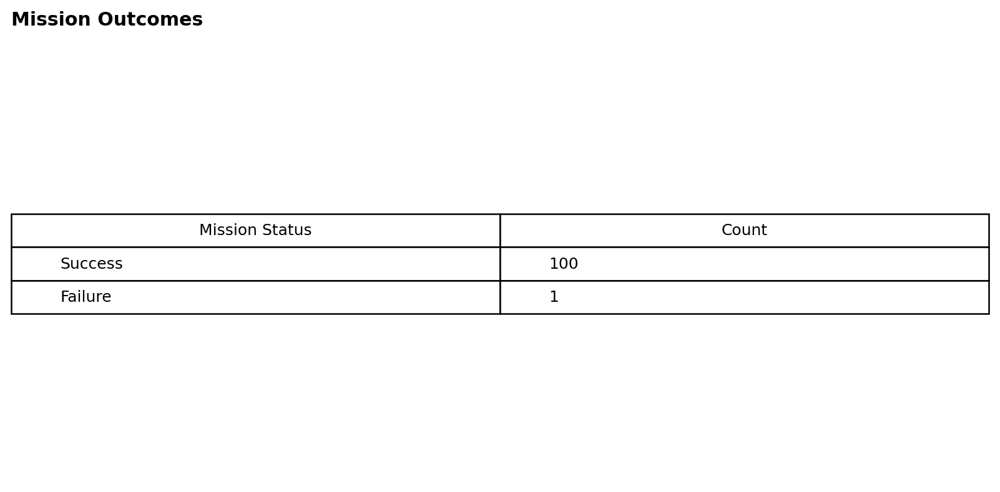 Mission Outcomes
Mission Status Count
Success 100
Failure 1